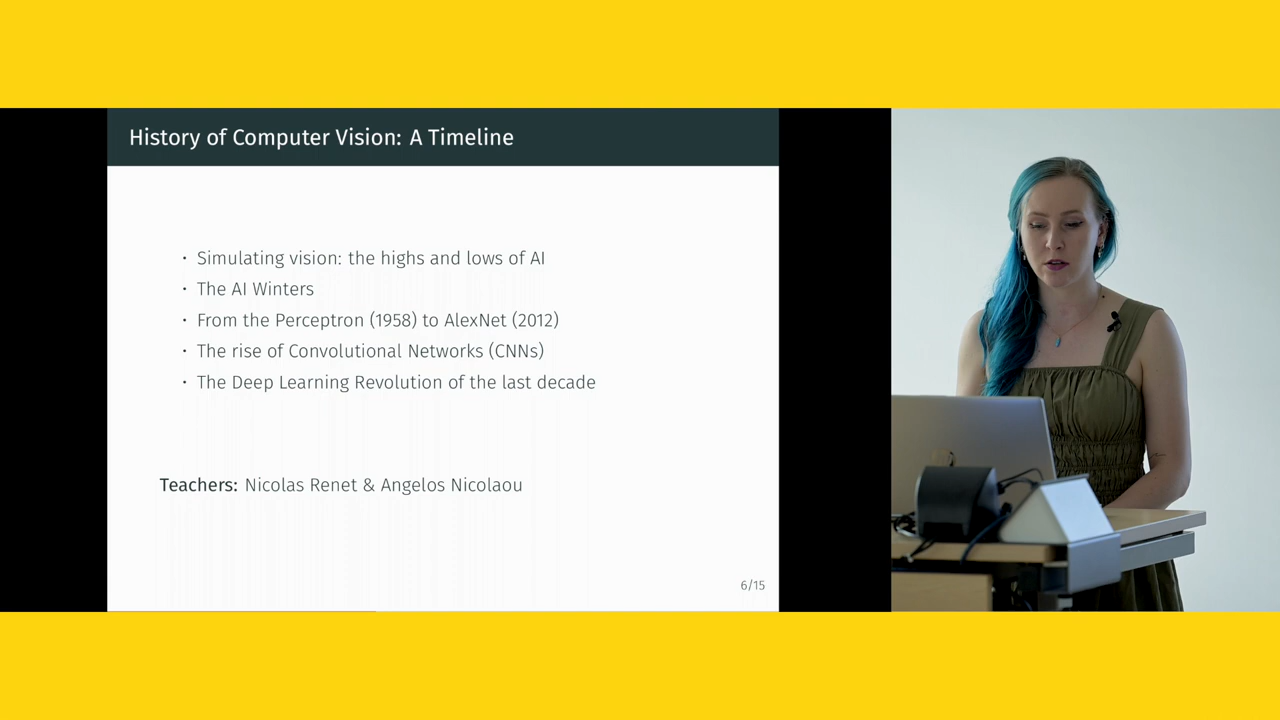 History of Computer Vision: A Timeline
· Simulating vision: the highs and lows of AI
· The AI Winters
· From the Perceptron (1958) to AlexNet (2012)
· The rise of Convolutional Networks (CNNs)
· The Deep Learning Revolution of the last decade
Teachers: Nicolas Renet & Angelos Nicolaou
6/15